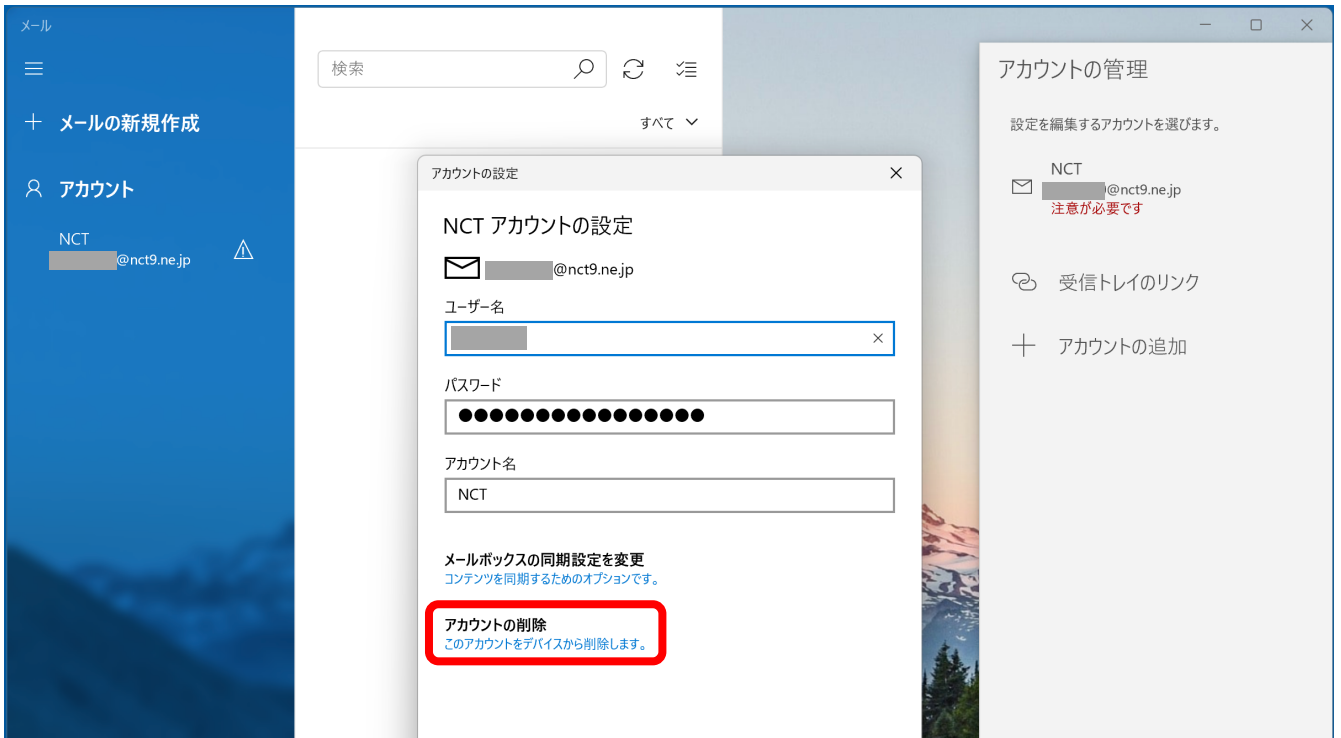 メール
メールの新規作成
アカウント
NCT
@nct9.ne.jp
検索
すべて
アカウントの設定
NCT アカウントの設定
@nct9.ne.jp
ユーザー名
パスワード
●●●●●●●●●●●●●●●●
アカウント名
NCT
メールボックスの同期設定を変更
コンテンツを同期するためのオプションです。
アカウントの削除
このアカウントをデバイスから削除します。
アカウントの管理
設定を編集するアカウントを選びます。
NCT
@nct9.ne.jp
注意が必要です
受信トレイのリンク
アカウントの追加